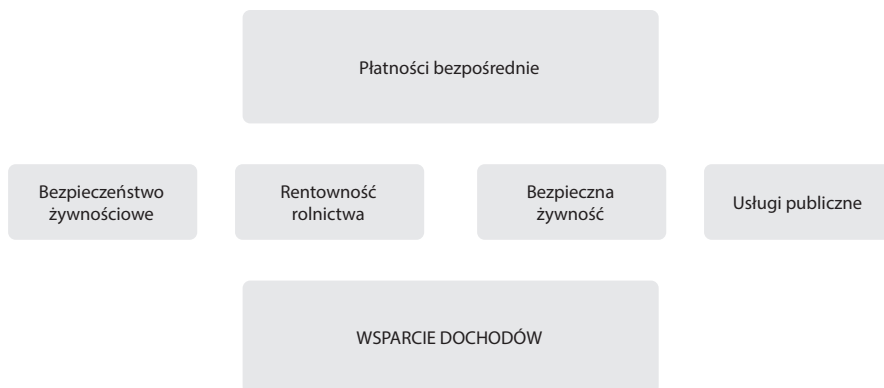 Płatności bezpośrednie
Bezpieczeństwo
żywnościowe
Rentowność
rolnictwa
Bezpieczna
żywność
Usługi publiczne
WSPARCIE DOCHODÓW